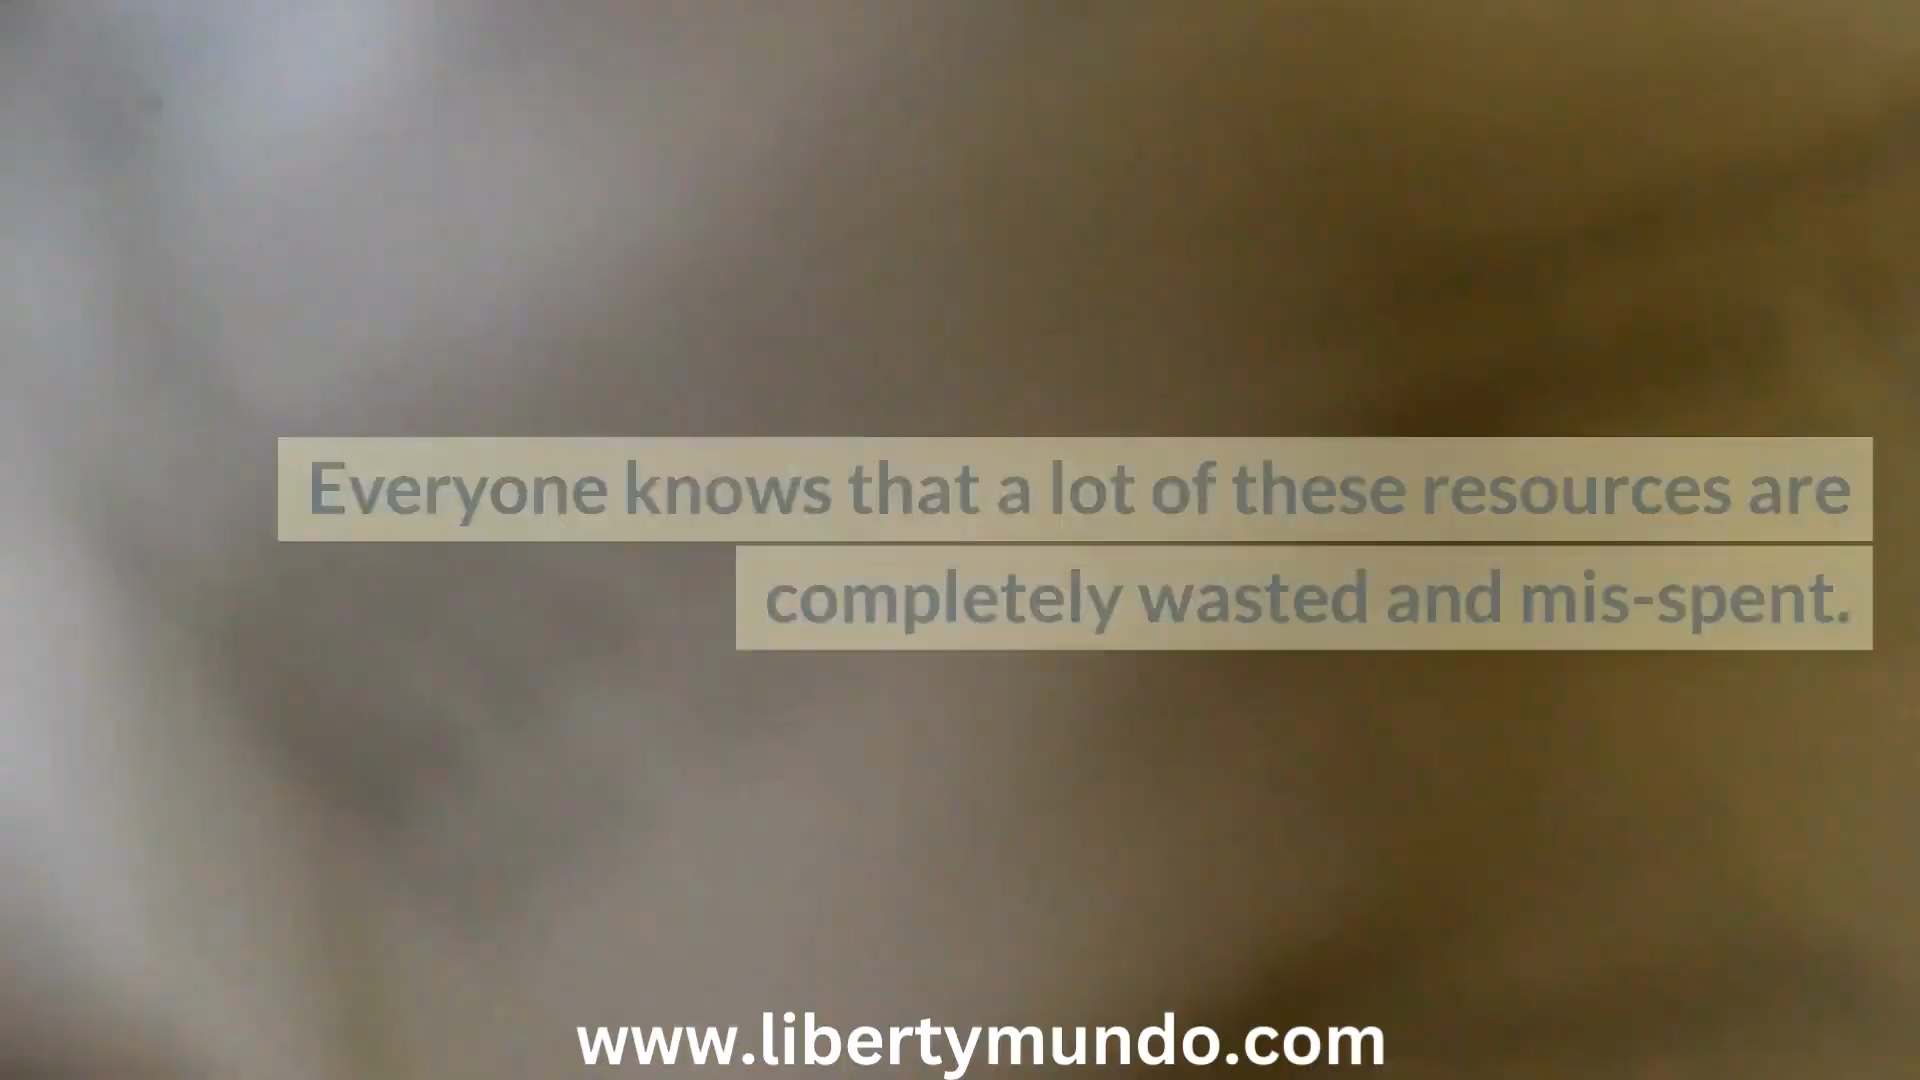 Everyone knows that a lot of these resources are
completely wasted and mis-spent.
www.libertymundo.com